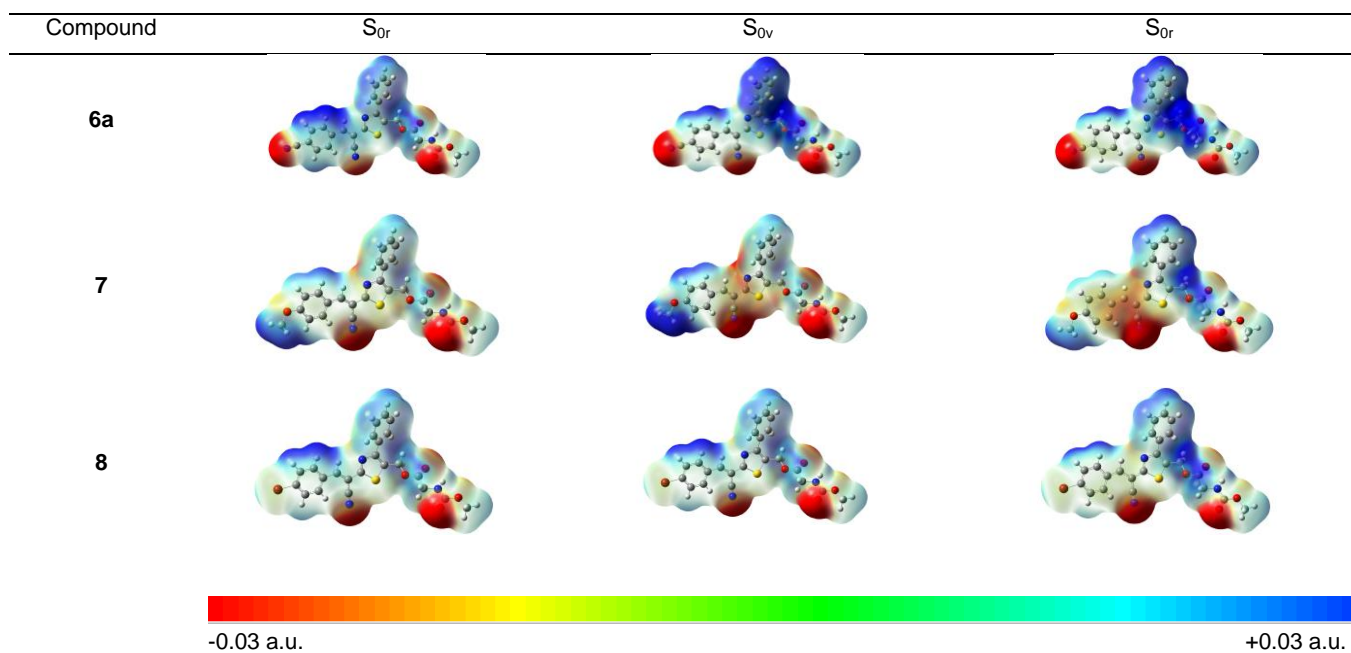 Compound S₀ᵣ S₀ᵥ S₀ᵣ
6a
7
8
-0.03 a.u. +0.03 a.u.